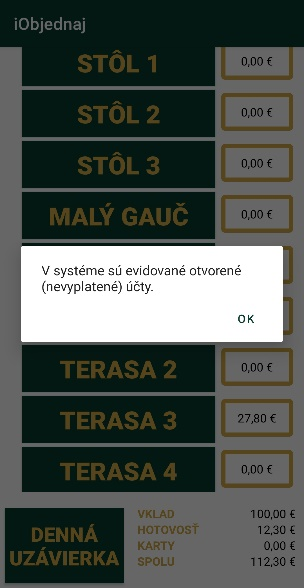 iObjednaj
STÔL 1 0,00 €
STÔL 2 0,00 €
STÔL 3 0,00 €
MALÝ GAUČ 0,00 €
V systéme sú evidované otvorené
(nevyplatené) účty.
OK
TERASA 2 0,00 €
TERASA 3 27,80 €
TERASA 4 0,00 €
DENNÁ
UZÁVIERKA
VKLAD 100,00 €
HOTOVOSŤ 12,30 €
KARTY 0,00 €
SPOLU 112,30 €